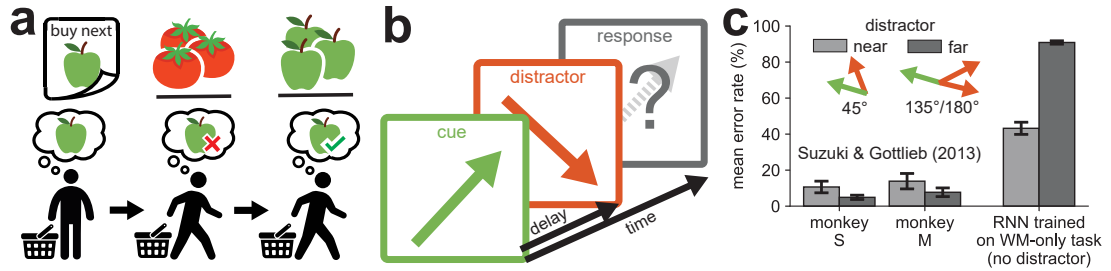 a
buy next
b
cue
distractor
response
?
delay
time
c
mean error rate (%)
100
80
60
40
20
0
distractor
near
far
45°
135°/180°
Suzuki & Gottlieb (2013)
monkey
S
monkey
M
RNN trained
on WM-only task
(no distractor)